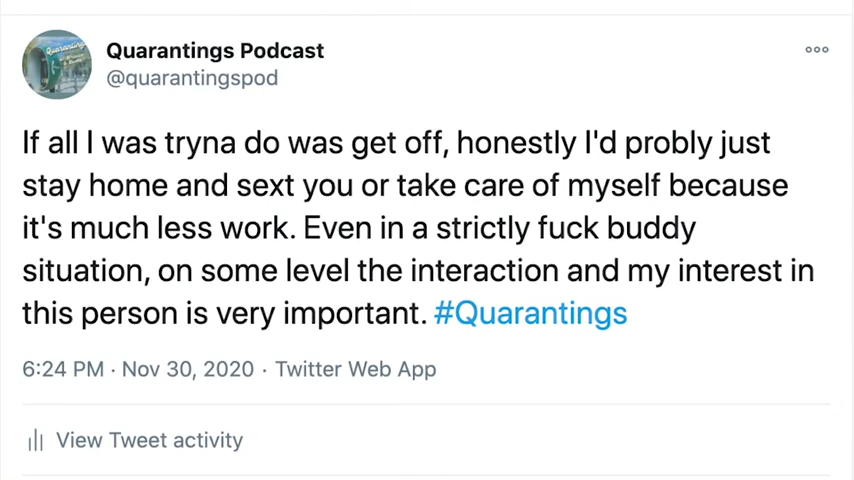 Quarantings Podcast
@quarantingspod
If all I was tryna do was get off, honestly I'd probly just
stay home and sext you or take care of myself because
it's much less work. Even in a strictly fuck buddy
situation, on some level the interaction and my interest in
this person is very important. #Quarantings
6:24 PM · Nov 30, 2020 · Twitter Web App
View Tweet activity